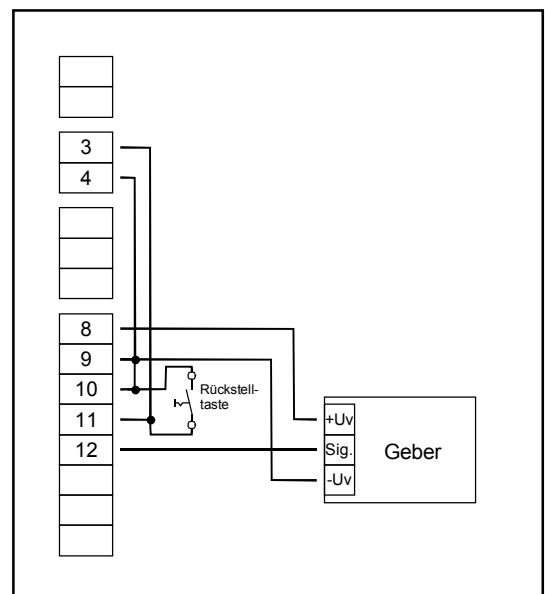 3
4
8
9
10
11
12
Rückstell-
taste
+Uv
Sig.
-Uv
Geber